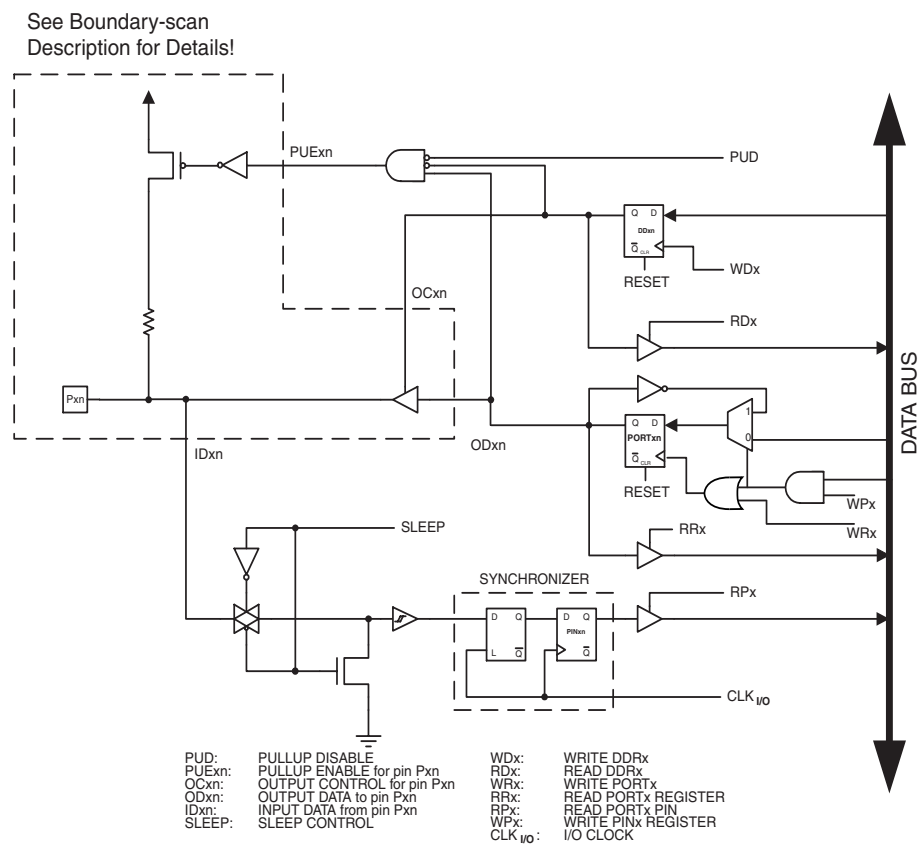 See Boundary-scan
Description for Details!
PUExn
PUD
Q D
DDxn
Q CLR
WDx
RESET
OCxn
RDx
Pxn
1
Q D
PORTxn
0
ODxn
Q CLR
IDxn
RESET
WPx
WRx
RRx
SLEEP
SYNCHRONIZER
RPx
D Q
D Q
PINxn
L Q
Q
CLK I/O
DATA BUS
PUD: PULLUP DISABLE
PUExn: PULLUP ENABLE for pin Pxn
OCxn: OUTPUT CONTROL for pin Pxn
ODxn: OUTPUT DATA to pin Pxn
IDxn: INPUT DATA from pin Pxn
SLEEP: SLEEP CONTROL
WDx: WRITE DDRx
RDx: READ DDRx
WRx: WRITE PORTx
RRx: READ PORTx REGISTER
RPx: READ PORTx PIN
WPx: WRITE PINx REGISTER
CLK I/O: I/O CLOCK